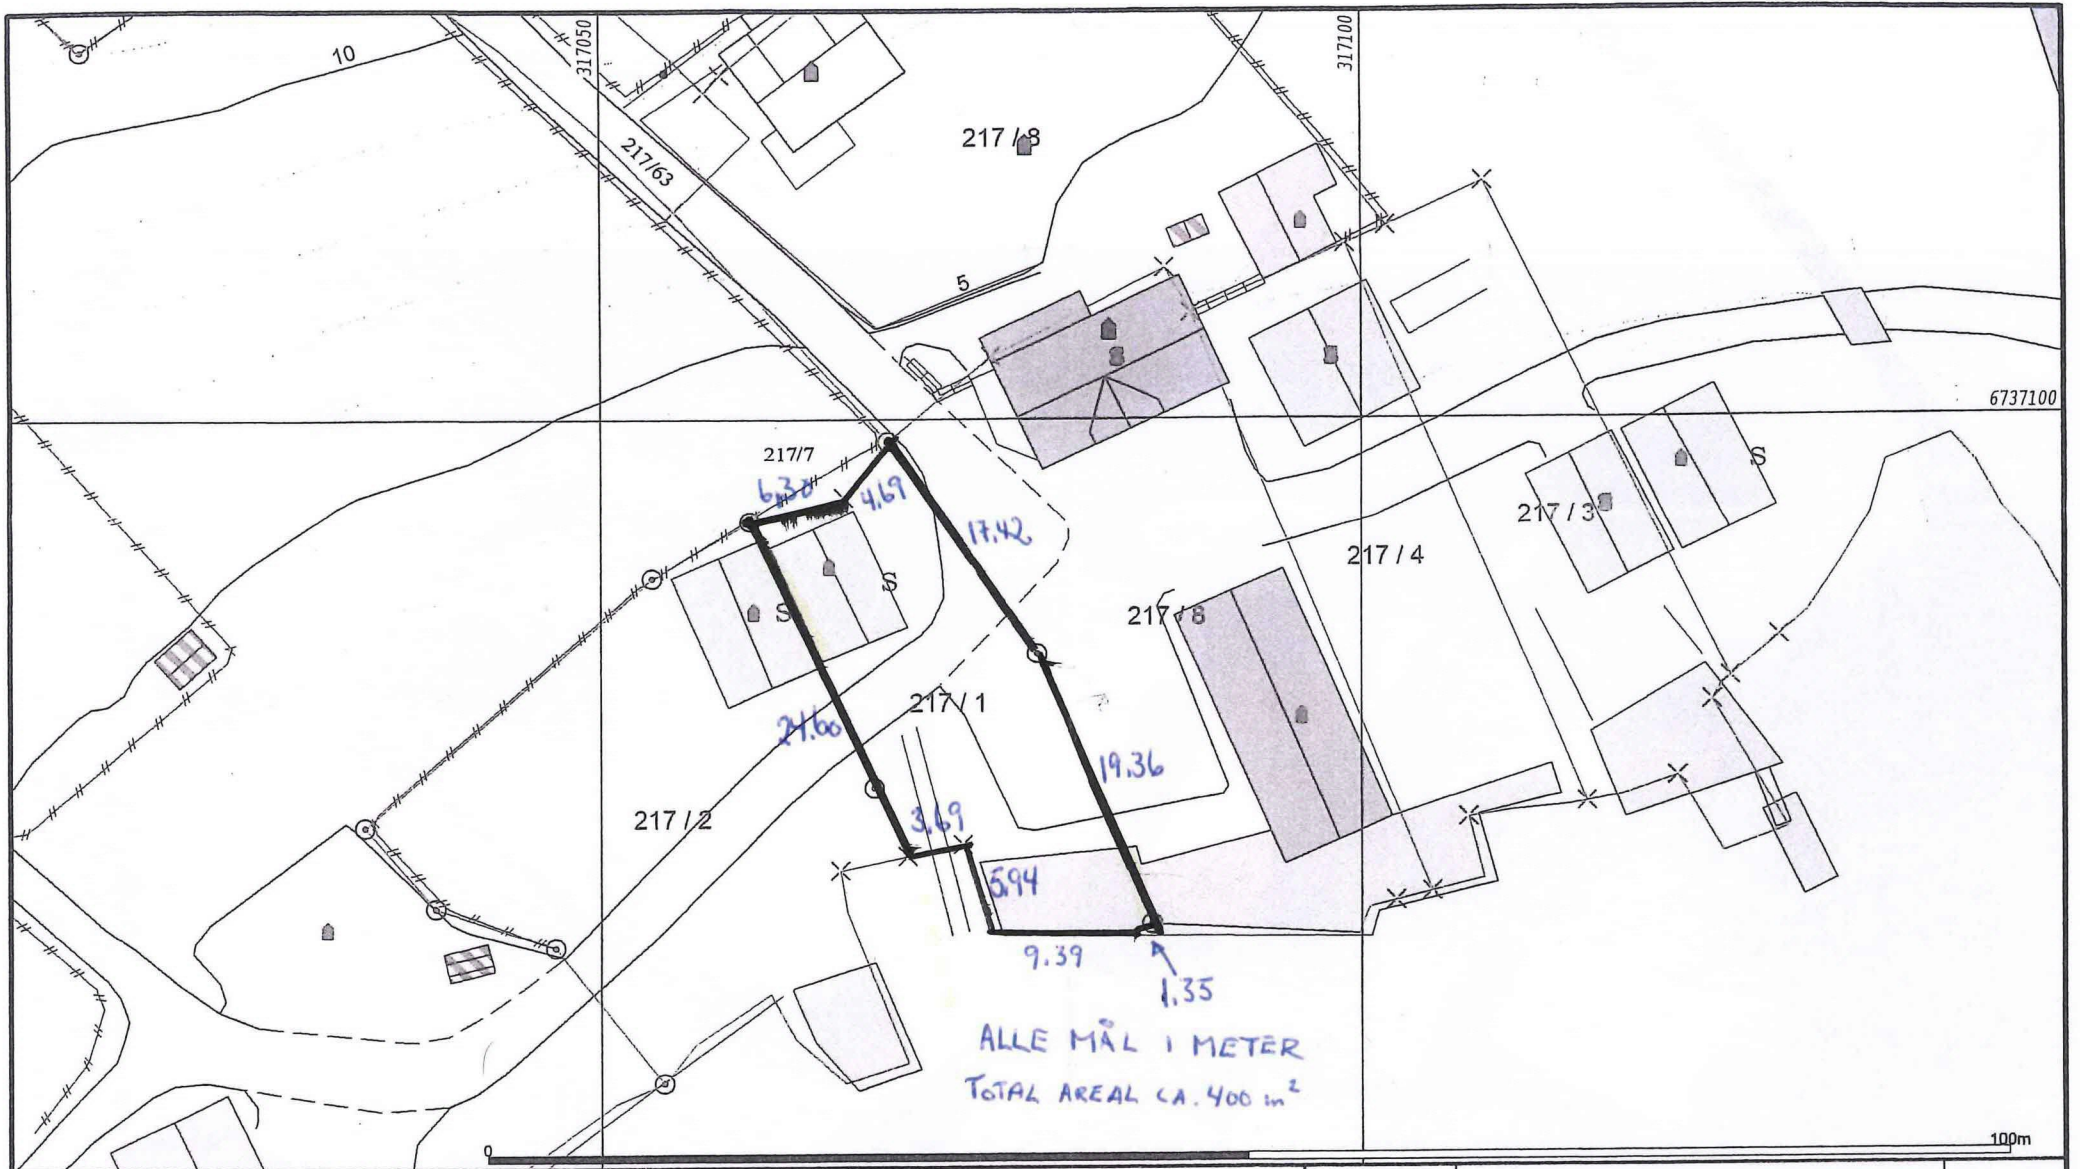 10
317050
317100
217/63
217 / 8
5
6737100
217/7
6.30
4.69
17.42
S
217 / 3
217 / 4
S
S
217 / 8
217 / 1
24.60
19.36
217 / 2
3.69
5.94
9.39
1.35
ALLE MÅL I METER
TOTAL AREAL CA. 400 m²
0
100m